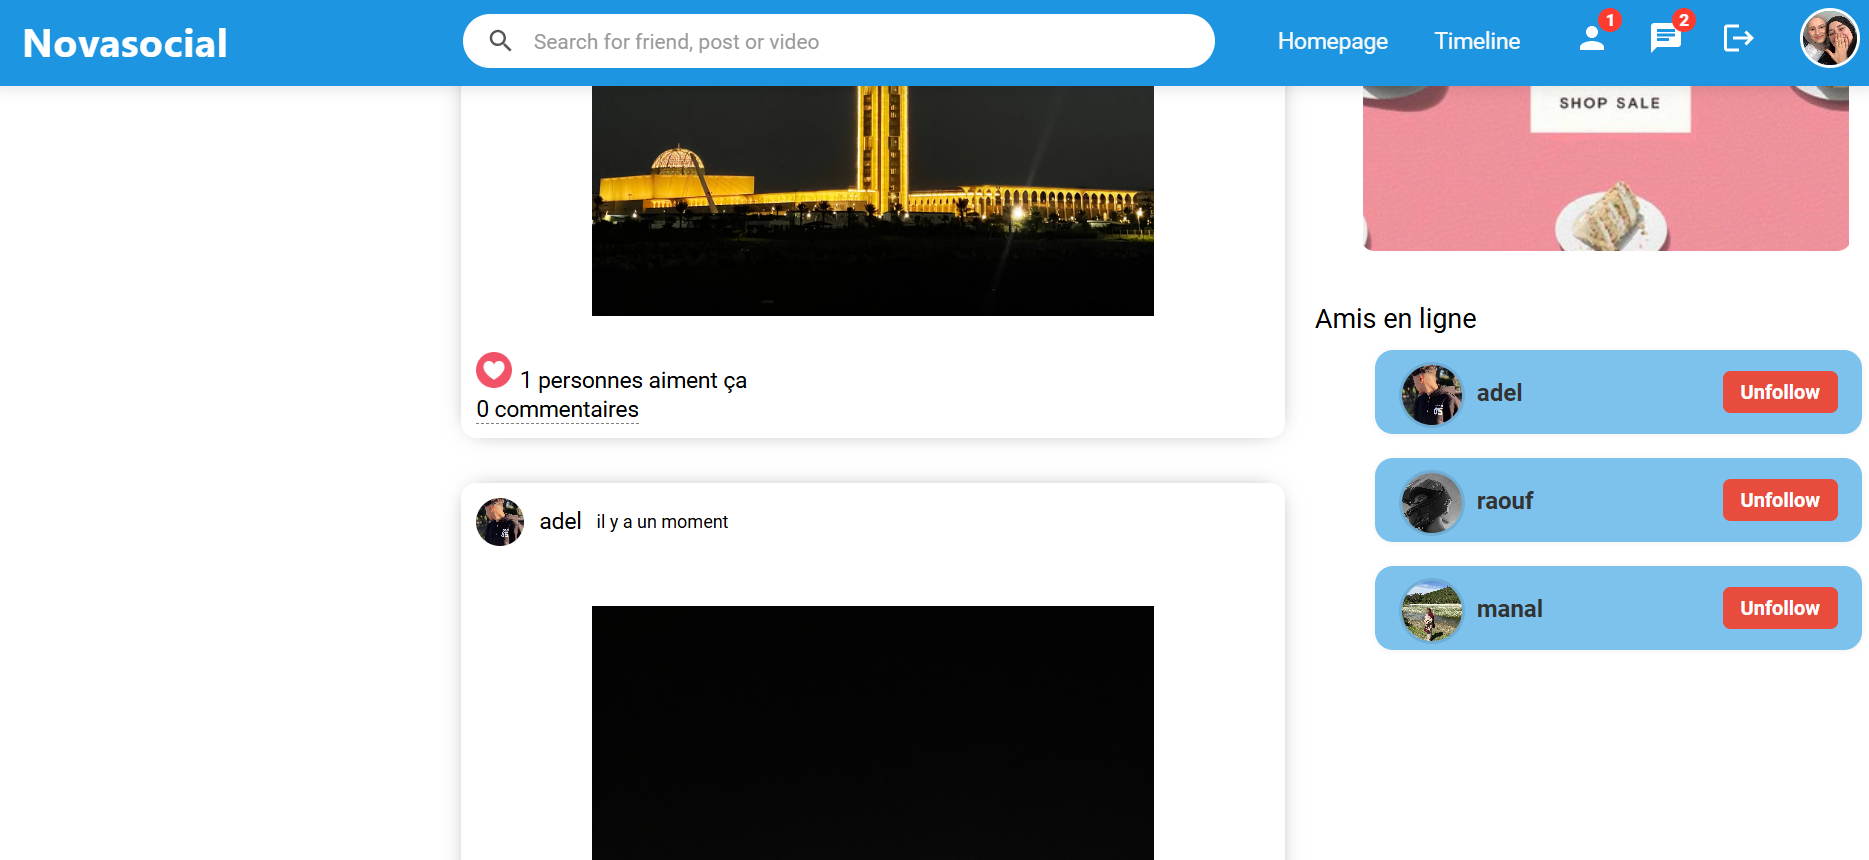 Novasocial
Search for friend, post or video
Homepage
Timeline
1
2
SHOP SALE
1 personnes aiment ça
0 commentaires
adel il y a un moment
Amis en ligne
adel Unfollow
raouf Unfollow
manal Unfollow